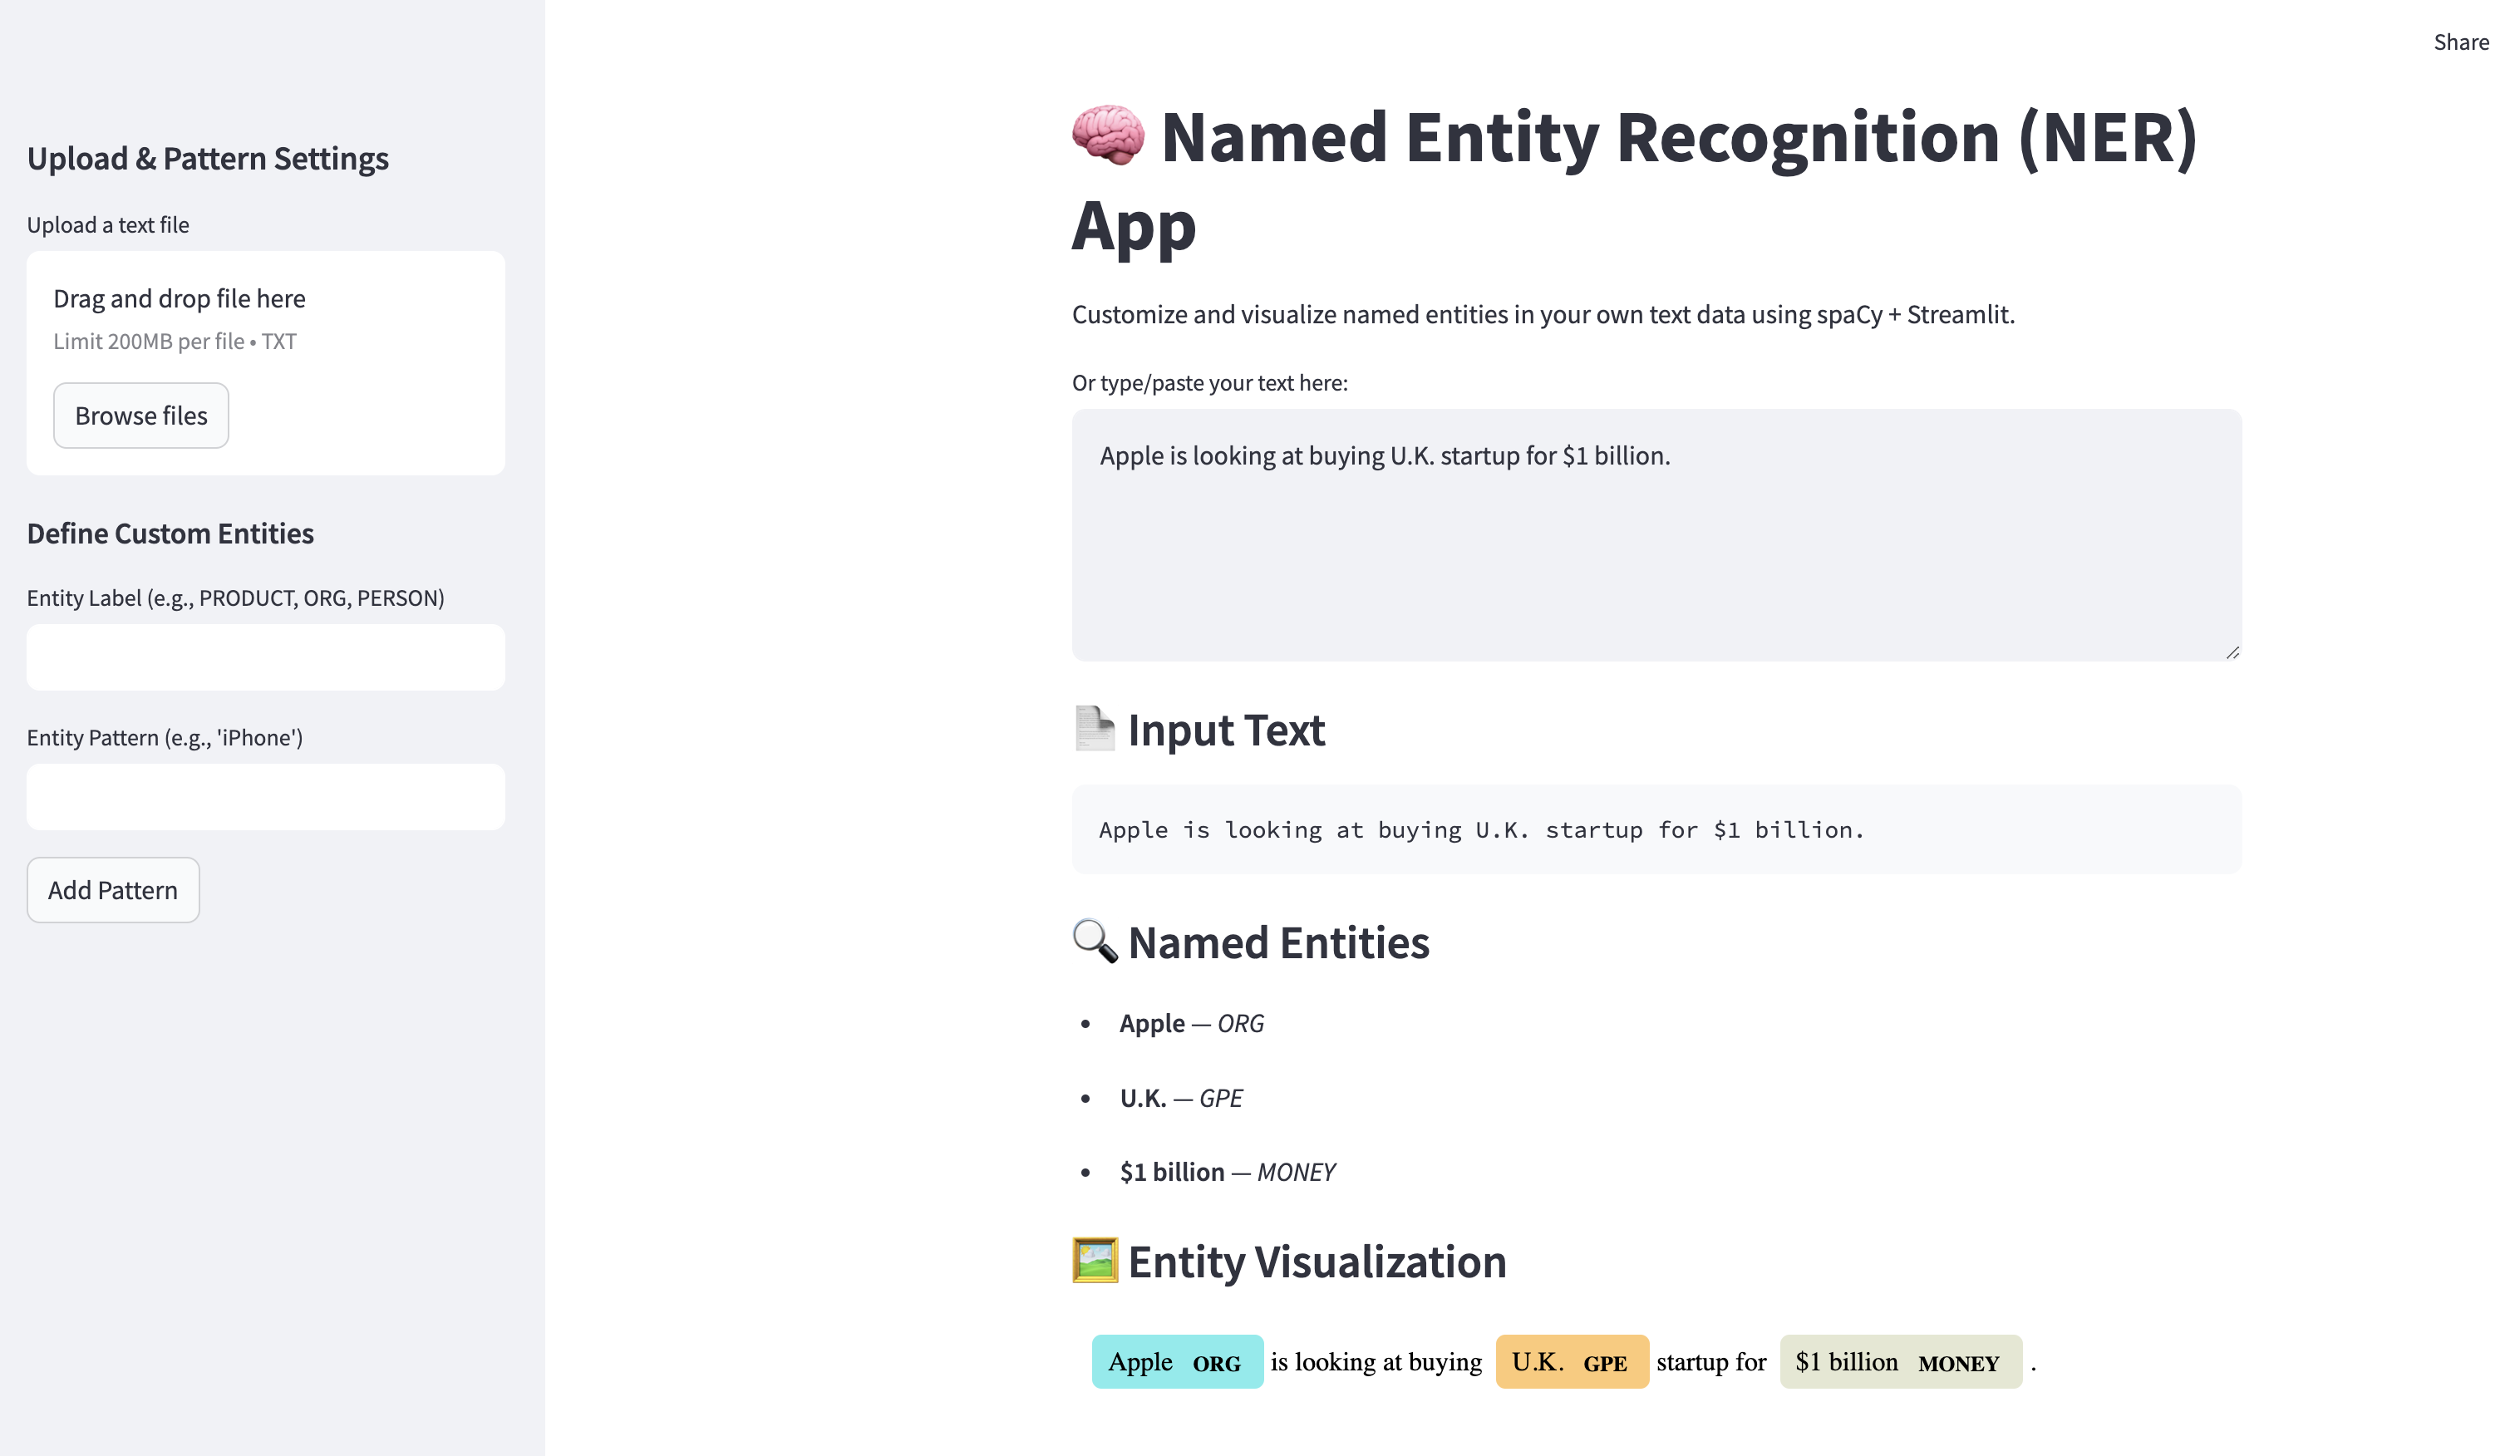 Share
Upload & Pattern Settings
Upload a text file
Drag and drop file here
Limit 200MB per file • TXT
Browse files
Define Custom Entities
Entity Label (e.g., PRODUCT, ORG, PERSON)
Entity Pattern (e.g., 'iPhone')
Add Pattern
Named Entity Recognition (NER)
App
Customize and visualize named entities in your own text data using spaCy + Streamlit.
Or type/paste your text here:
Apple is looking at buying U.K. startup for $1 billion.
Input Text
Apple is looking at buying U.K. startup for $1 billion.
Named Entities
• Apple — ORG
• U.K. — GPE
• $1 billion — MONEY
Entity Visualization
Apple ORG is looking at buying U.K. GPE startup for $1 billion MONEY .